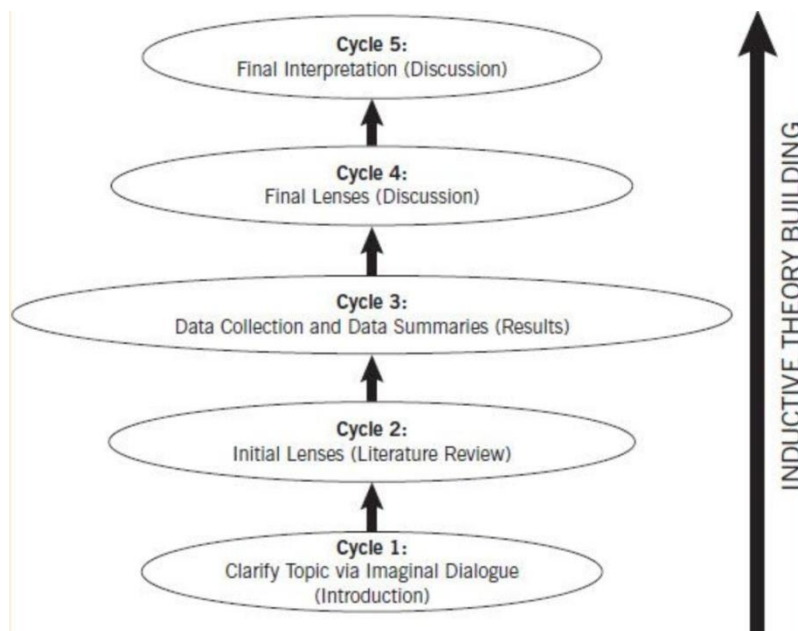 Cycle 5:
Final Interpretation (Discussion)
Cycle 4:
Final Lenses (Discussion)
Cycle 3:
Data Collection and Data Summaries (Results)
Cycle 2:
Initial Lenses (Literature Review)
Cycle 1:
Clarify Topic via Imaginal Dialogue
(Introduction)
INDUCTIVE THEORY BUILDING